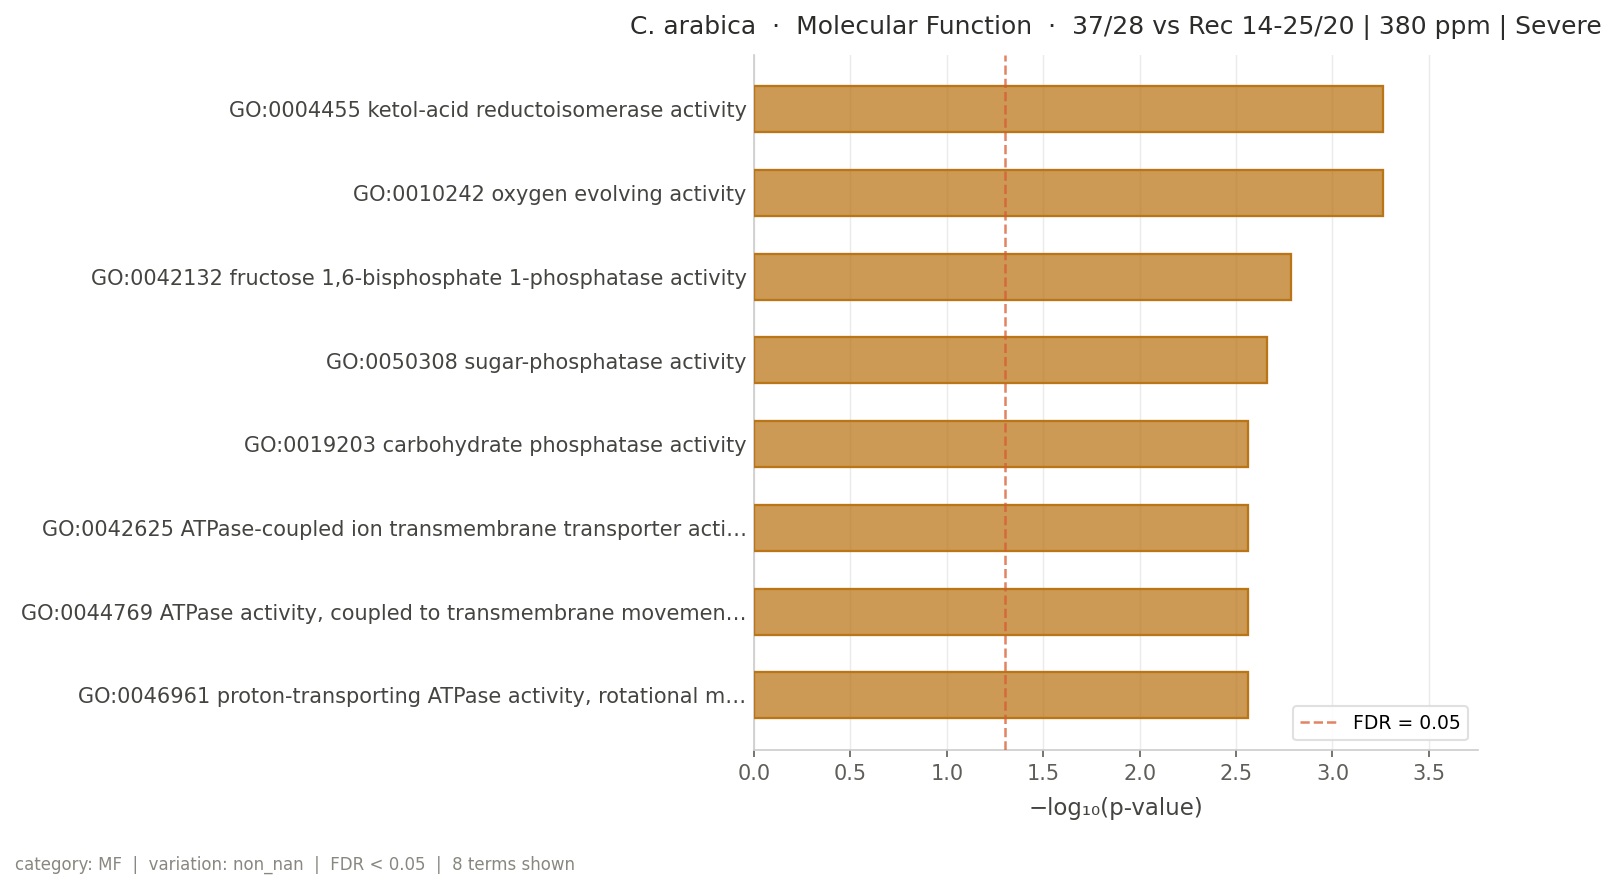 C. arabica · Molecular Function · 37/28 vs Rec 14-25/20 | 380 ppm | Severe
GO:0004455 ketol-acid reductoisomerase activity
GO:0010242 oxygen evolving activity
GO:0042132 fructose 1,6-bisphosphate 1-phosphatase activity
GO:0050308 sugar-phosphatase activity
GO:0019203 carbohydrate phosphatase activity
GO:0042625 ATPase-coupled ion transmembrane transporter acti…
GO:0044769 ATPase activity, coupled to transmembrane movemen…
GO:0046961 proton-transporting ATPase activity, rotational m…
FDR = 0.05
0.0 0.5 1.0 1.5 2.0 2.5 3.0 3.5
−log₁₀(p-value)
category: MF | variation: non_nan | FDR < 0.05 | 8 terms shown